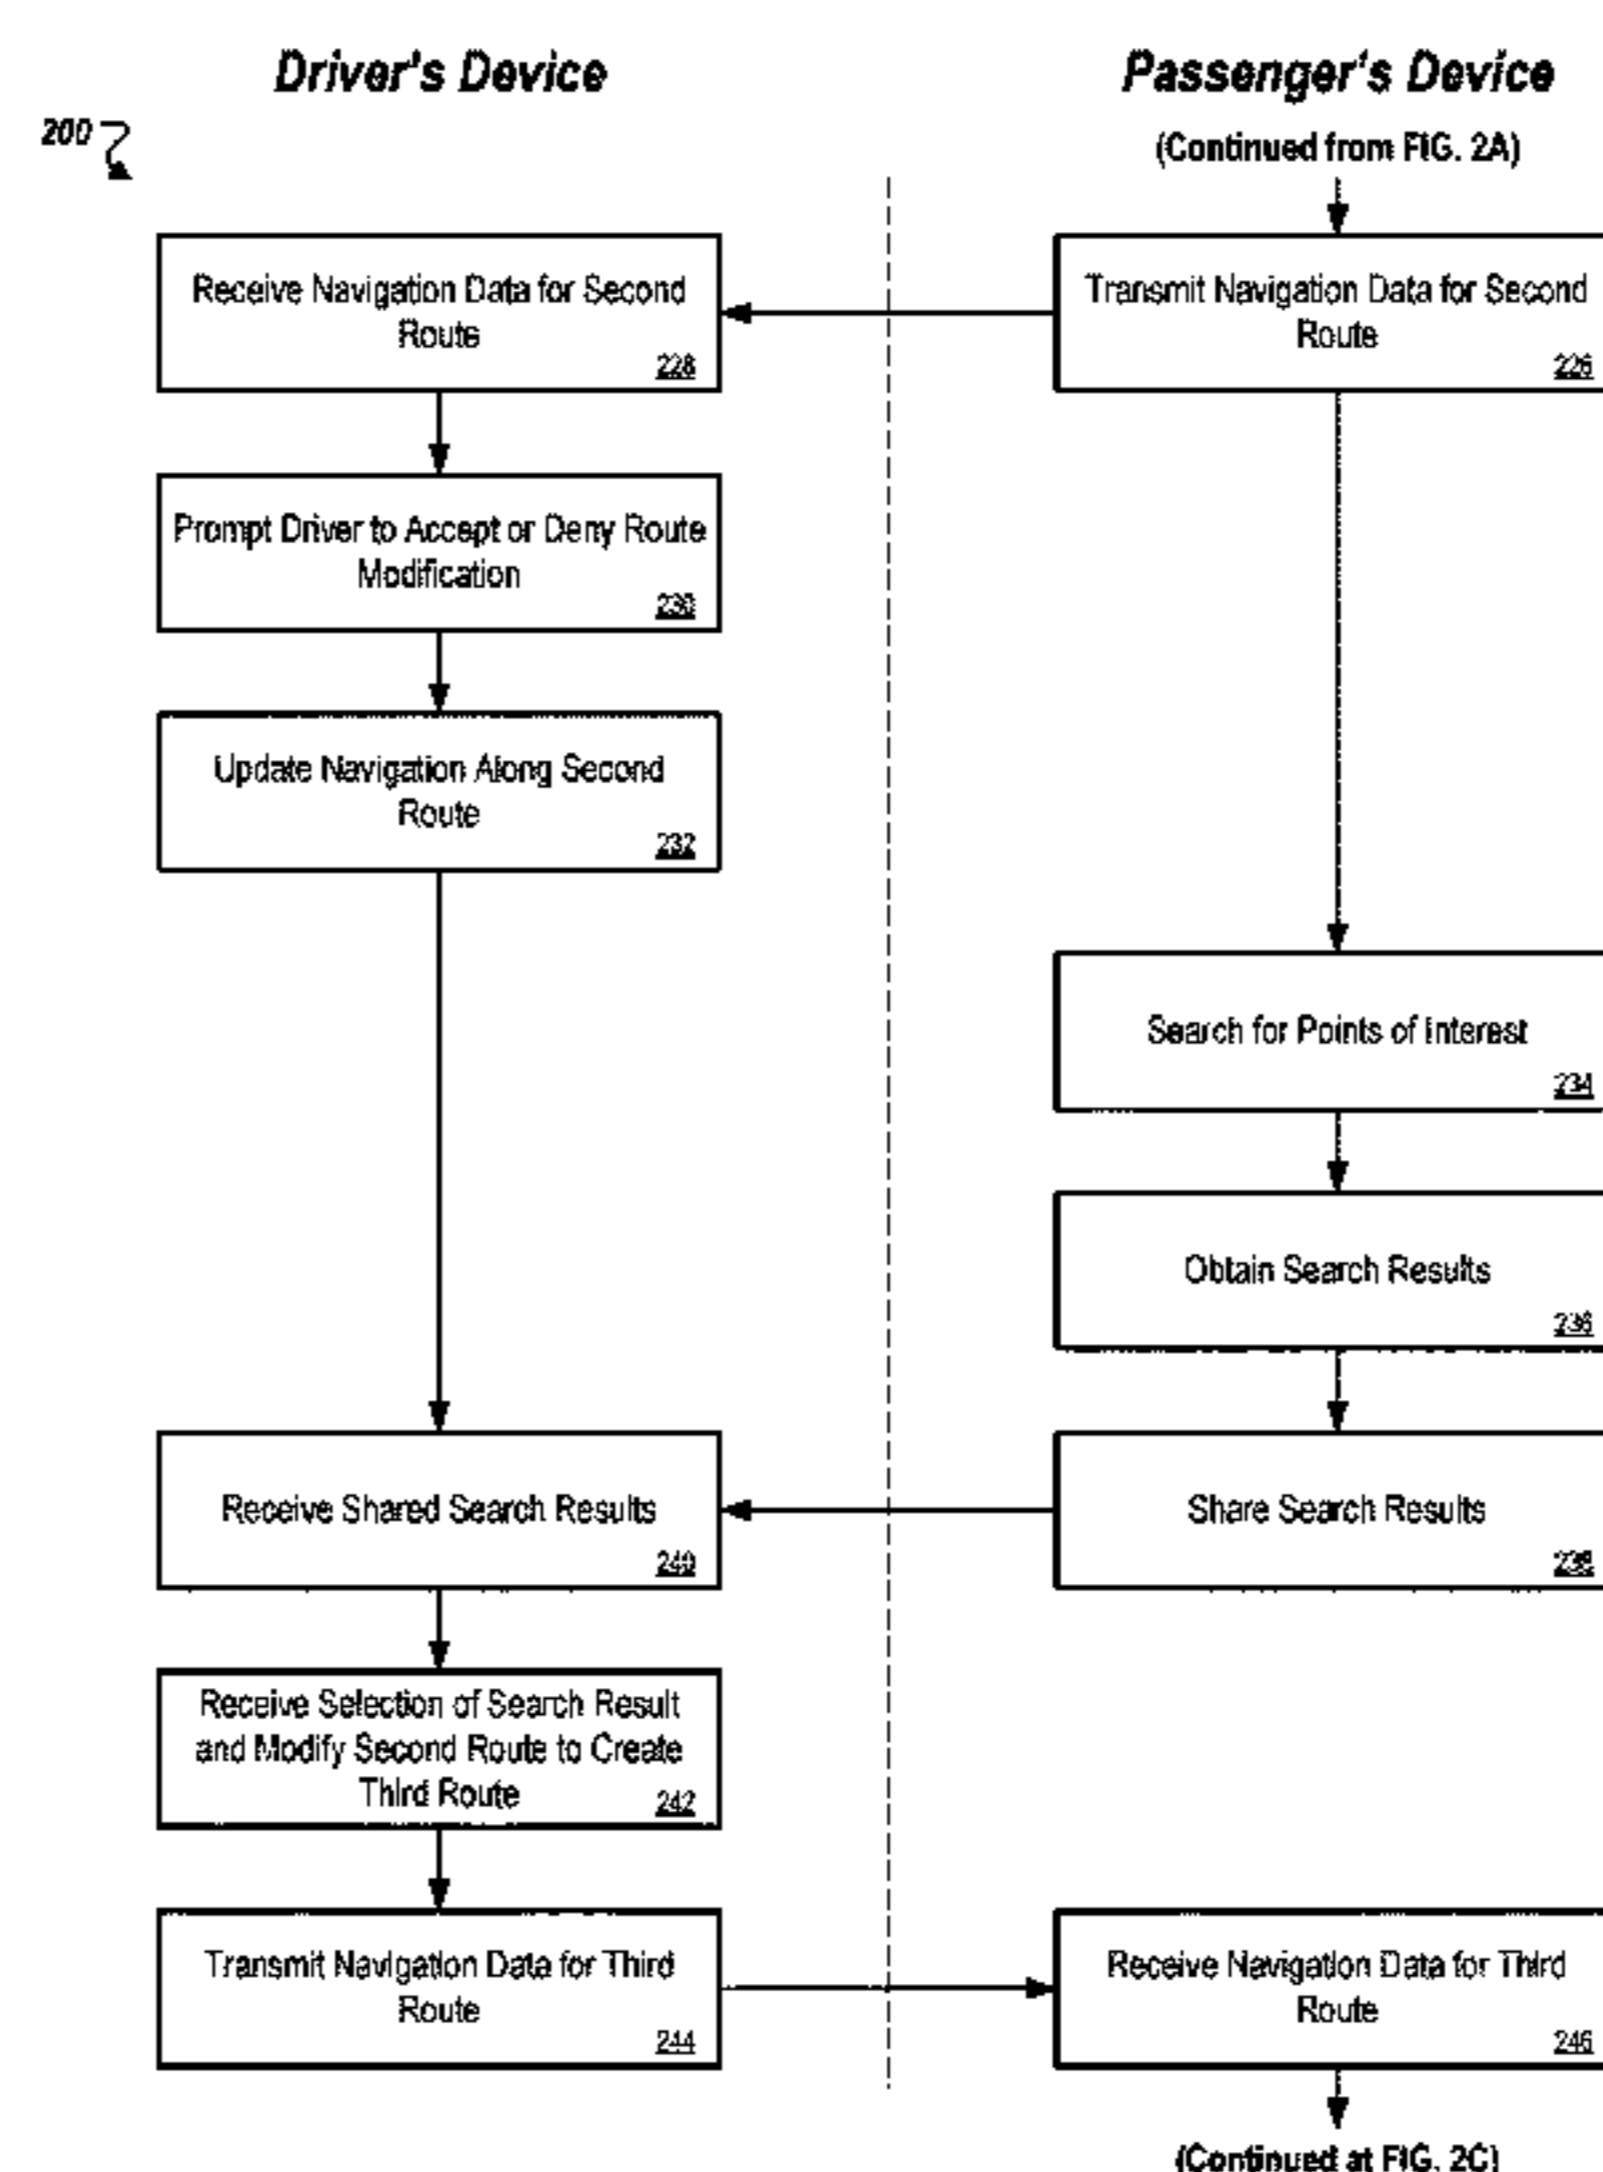 Driver's Device
Passenger's Device
200
(Continued from FIG. 2A)
Receive Navigation Data for Second
Route
228
Transmit Navigation Data for Second
Route
226
Prompt Driver to Accept or Deny Route
Modification
230
Update Navigation Along Second
Route
232
Search for Points of Interest
234
Obtain Search Results
236
Receive Shared Search Results
240
Share Search Results
238
Receive Selection of Search Result
and Modify Second Route to Create
Third Route
242
Transmit Navigation Data for Third
Route
244
Receive Navigation Data for Third
Route
246
(Continued at FIG. 2C)